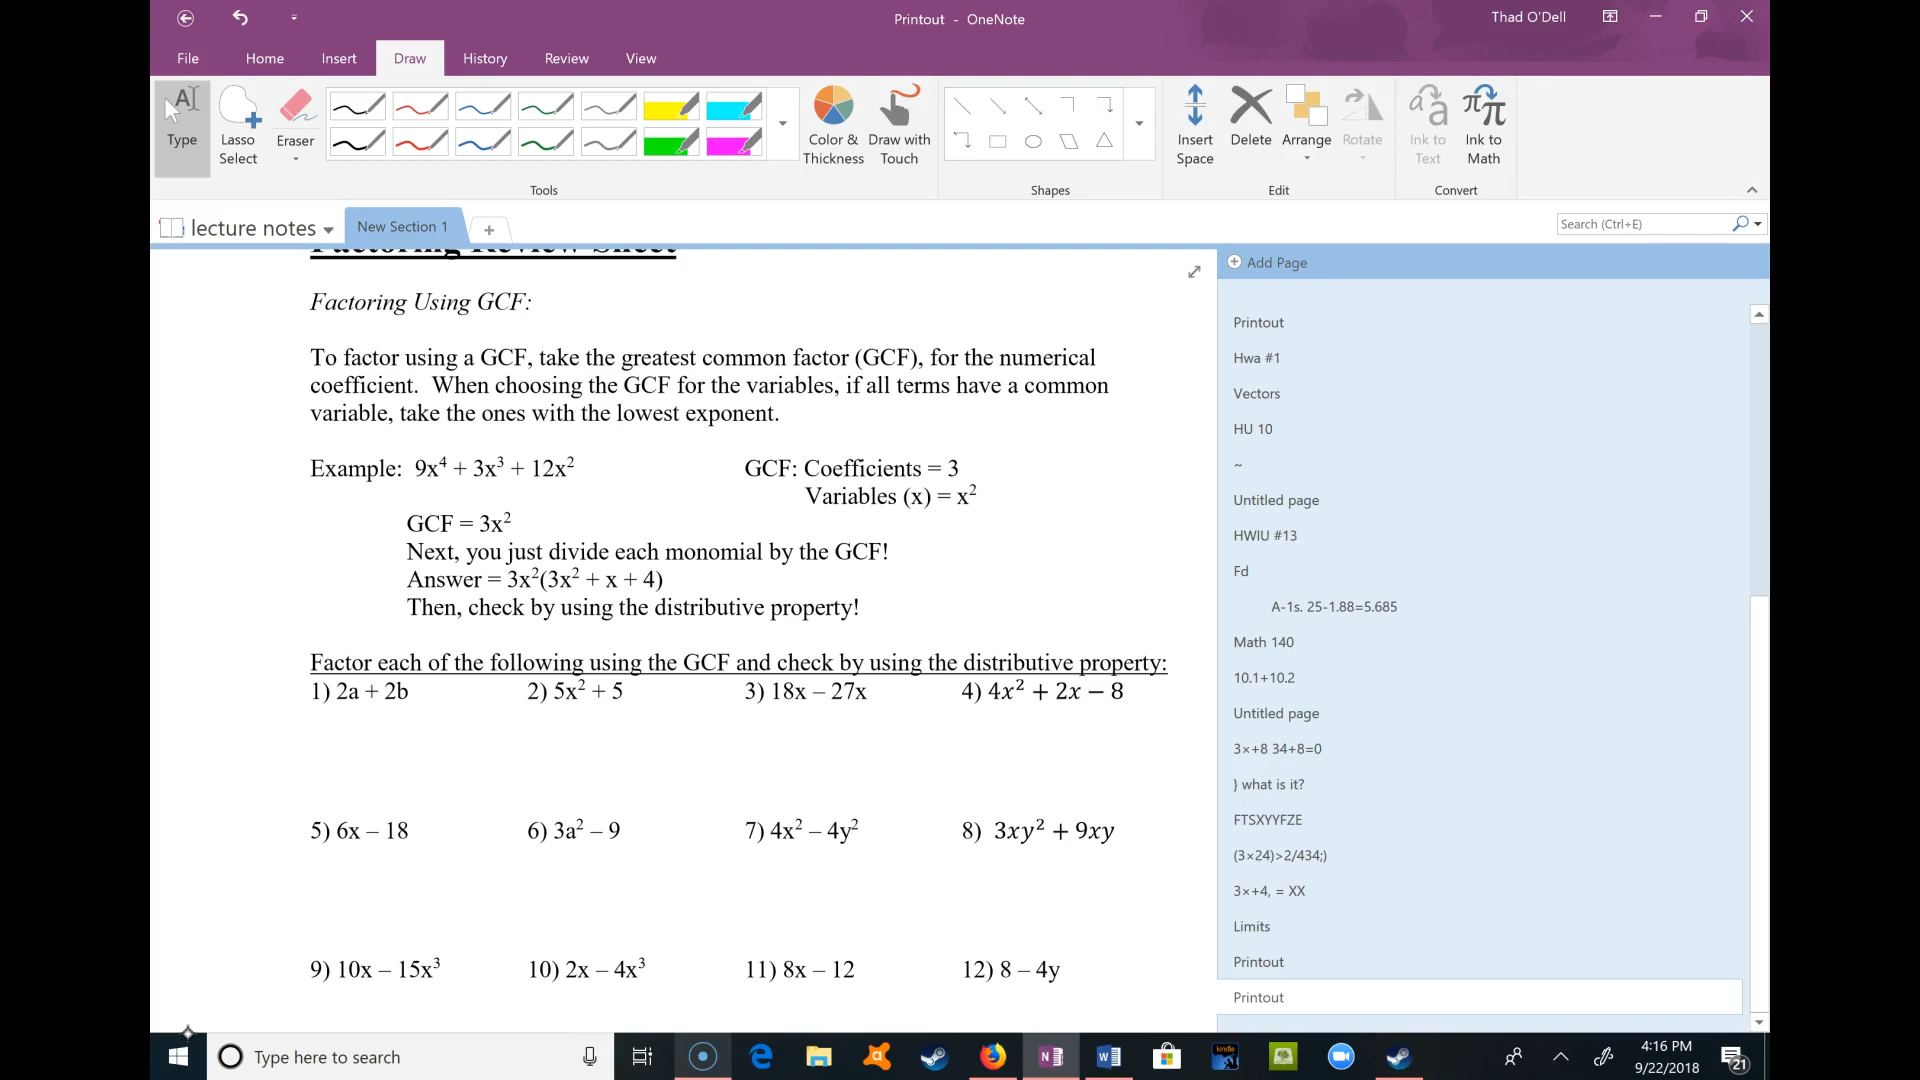 Printout - OneNote
Thad O'Dell
File Home Insert Draw History Review View
Type
Lasso Select
Eraser
Color & Thickness
Draw with Touch
Insert Space
Delete
Arrange
Rotate
Ink to Text
Ink to Math
Tools
Shapes
Edit
Convert
lecture notes
New Section 1
Search (Ctrl+E)
Factoring Review Sheet
Factoring Using GCF:
To factor using a GCF, take the greatest common factor (GCF), for the numerical
coefficient. When choosing the GCF for the variables, if all terms have a common
variable, take the ones with the lowest exponent.
Example: 9x⁴ + 3x³ + 12x² GCF: Coefficients = 3
Variables (x) = x²
GCF = 3x²
Next, you just divide each monomial by the GCF!
Answer = 3x²(3x² + x + 4)
Then, check by using the distributive property!
Factor each of the following using the GCF and check by using the distributive property:
1) 2a + 2b 2) 5x² + 5 3) 18x – 27x 4) 4x² + 2x − 8
5) 6x – 18 6) 3a² – 9 7) 4x² – 4y² 8) 3xy² + 9xy
9) 10x – 15x³ 10) 2x – 4x³ 11) 8x – 12 12) 8 – 4y
Add Page
Printout
Hwa #1
Vectors
HU 10
~
Untitled page
HWIU #13
Fd
A-1s. 25-1.88=5.685
Math 140
10.1+10.2
Untitled page
3×+8 34+8=0
} what is it?
FTSXYYFZE
(3×24)>2/434;)
3×+4, = XX
Limits
Printout
Printout
Type here to search
kindle
4:16 PM
9/22/2018
21